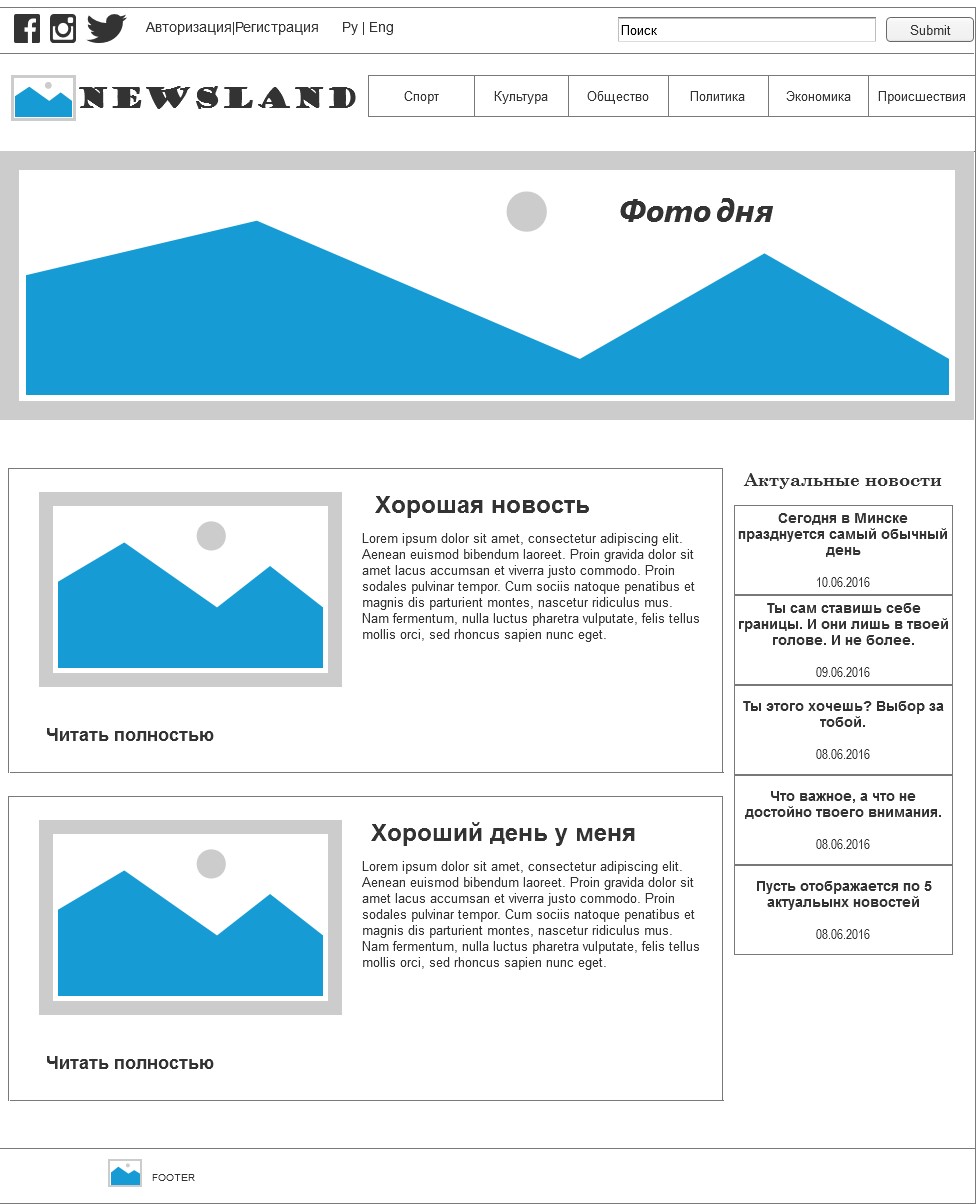 Авторизация|Регистрация Ру | Eng
Поиск
Submit
NEWSLAND
Спорт Культура Общество Политика Экономика Происшествия
Фото дня
Хорошая новость
Lorem ipsum dolor sit amet, consectetur adipiscing elit.
Aenean euismod bibendum laoreet. Proin gravida dolor sit
amet lacus accumsan et viverra justo commodo. Proin
sodales pulvinar tempor. Cum sociis natoque penatibus et
magnis dis parturient montes, nascetur ridiculus mus.
Nam fermentum, nulla luctus pharetra vulputate, felis tellus
mollis orci, sed rhoncus sapien nunc eget.
Читать полностью
Хороший день у меня
Lorem ipsum dolor sit amet, consectetur adipiscing elit.
Aenean euismod bibendum laoreet. Proin gravida dolor sit
amet lacus accumsan et viverra justo commodo. Proin
sodales pulvinar tempor. Cum sociis natoque penatibus et
magnis dis parturient montes, nascetur ridiculus mus.
Nam fermentum, nulla luctus pharetra vulputate, felis tellus
mollis orci, sed rhoncus sapien nunc eget.
Читать полностью
Актуальные новости
Сегодня в Минске
празднуется самый обычный
день
10.06.2016
Ты сам ставишь себе
границы. И они лишь в твоей
голове. И не более.
09.06.2016
Ты этого хочешь? Выбор за
тобой.
08.06.2016
Что важное, а что не
достойно твоего внимания.
08.06.2016
Пусть отображается по 5
актуальынх новостей
08.06.2016
FOOTER